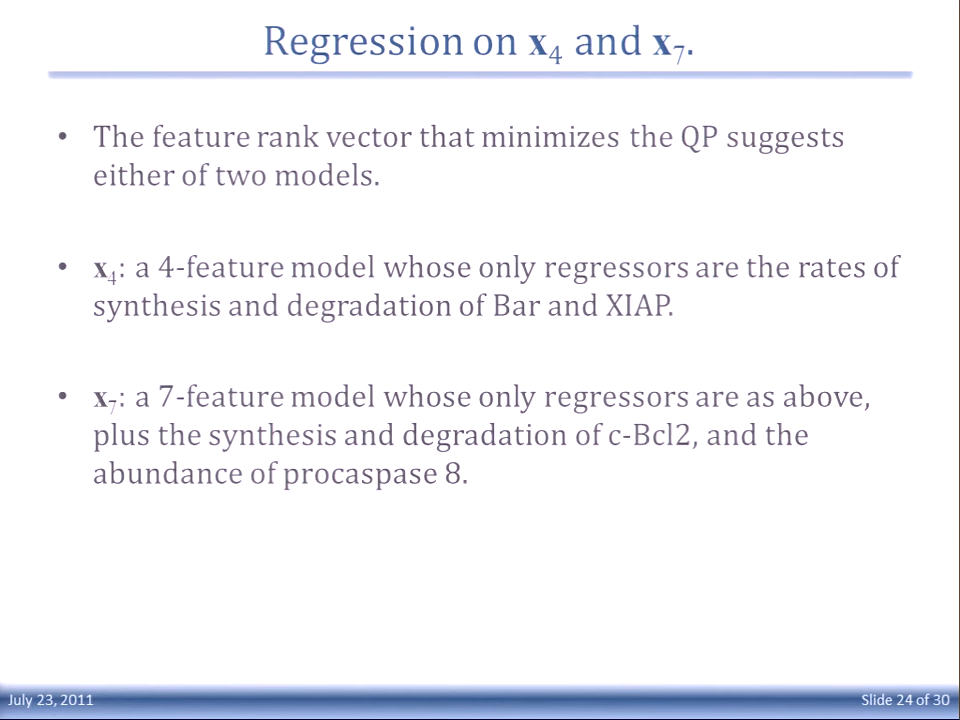 Regression on x₄ and x₇.
• The feature rank vector that minimizes the QP suggests
either of two models.
• x₄: a 4-feature model whose only regressors are the rates of
synthesis and degradation of Bar and XIAP.
• x₇: a 7-feature model whose only regressors are as above,
plus the synthesis and degradation of c-Bcl2, and the
abundance of procaspase 8.
July 23, 2011
Slide 24 of 30